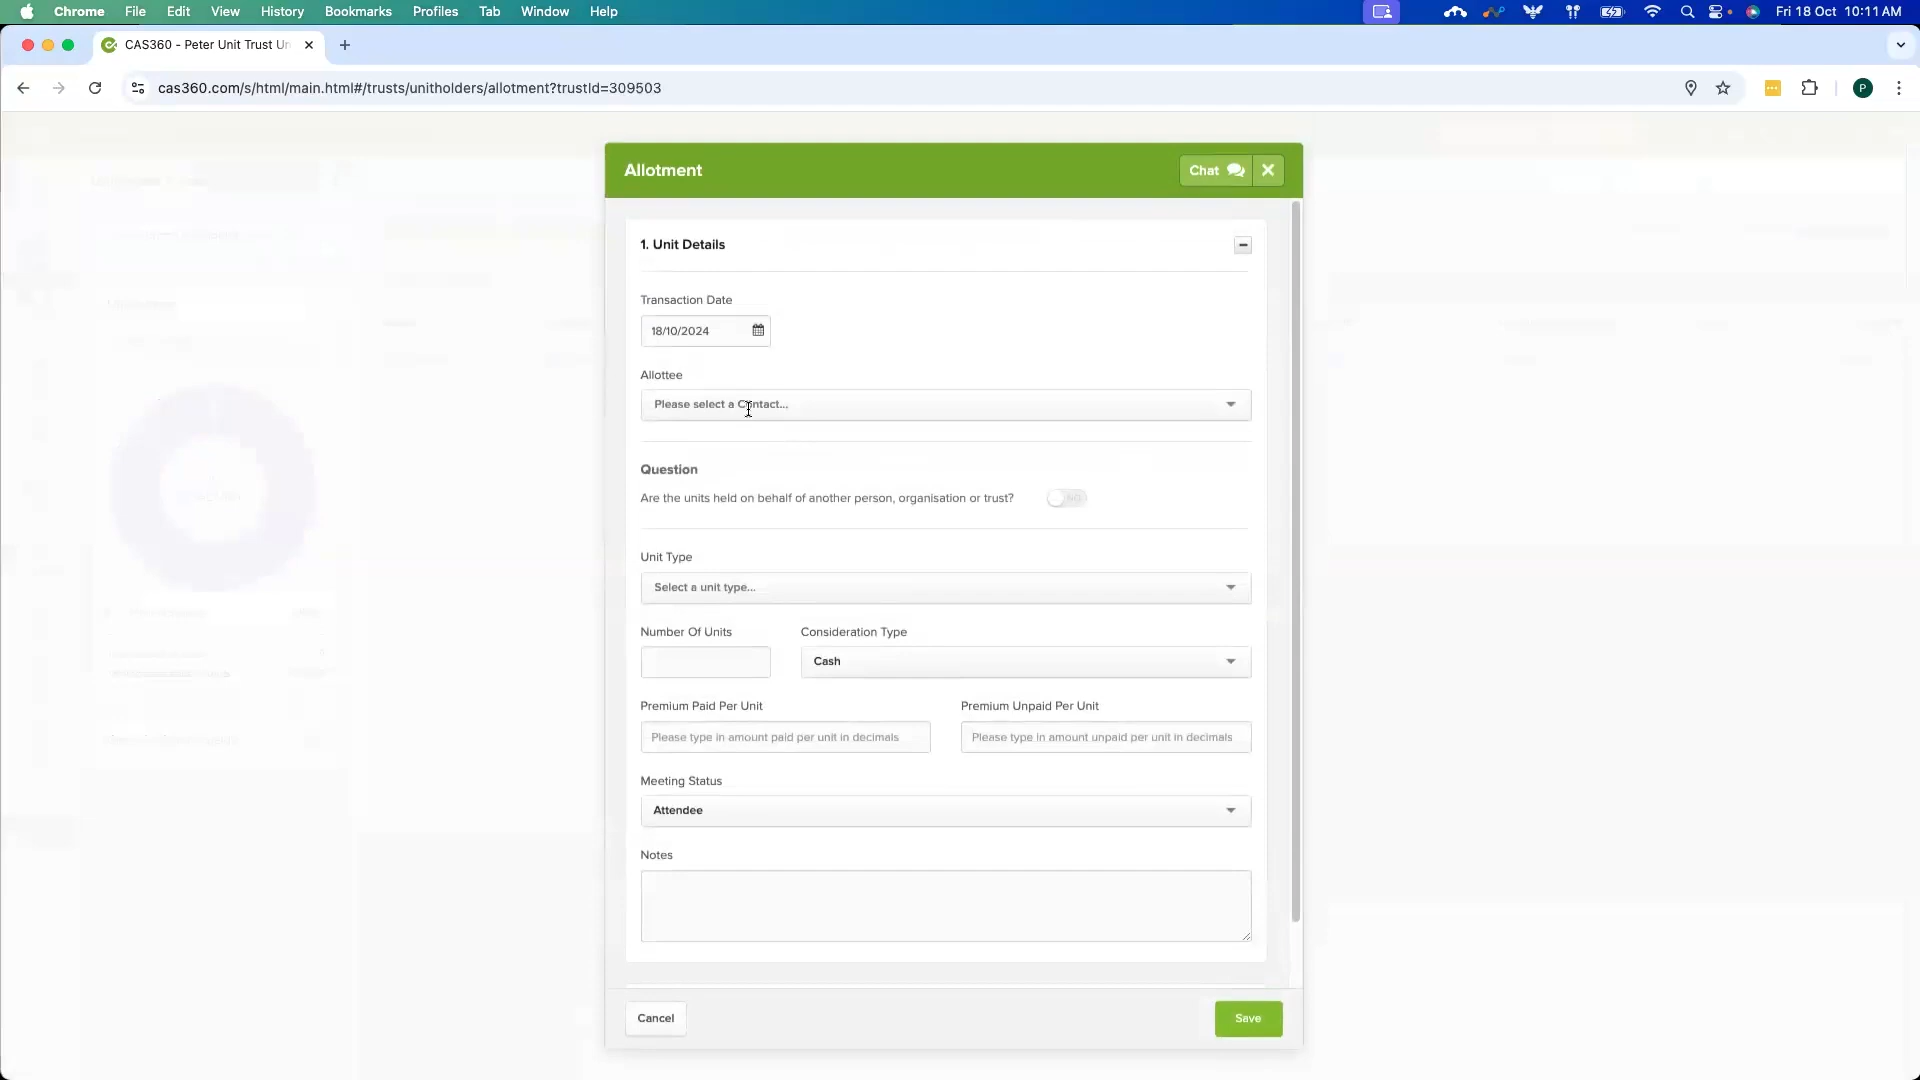 Chrome File Edit View History Bookmarks Profiles Tab Window Help Fri 18 Oct 10:11 AM
CAS360 - Peter Unit Trust Un
cas360.com/s/html/main.html#/trusts/unitholders/allotment?trustId=309503
P
Allotment
Chat
1. Unit Details
Transaction Date
18/10/2024
Allottee
Please select a Contact...
Question
Are the units held on behalf of another person, organisation or trust?
NO
Unit Type
Select a unit type...
Number Of Units
Consideration Type
Cash
Premium Paid Per Unit
Premium Unpaid Per Unit
Please type in amount paid per unit in decimals
Please type in amount unpaid per unit in decimals
Meeting Status
Attendee
Notes
Cancel
Save